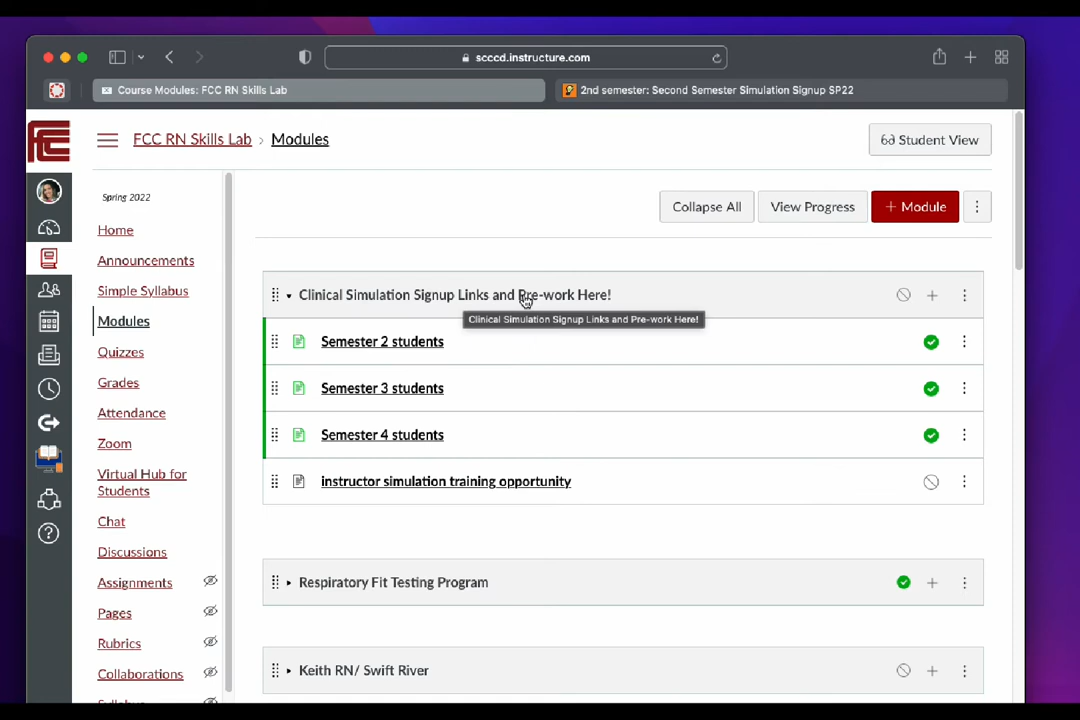 scccd.instructure.com
Course Modules: FCC RN Skills Lab
2nd semester: Second Semester Simulation Signup SP22
FCC RN Skills Lab › Modules
Student View
Spring 2022
Collapse All
View Progress
+ Module
Home
Announcements
Simple Syllabus
Modules
Quizzes
Grades
Attendance
Zoom
Virtual Hub for
Students
Chat
Discussions
Assignments
Pages
Rubrics
Collaborations
Clinical Simulation Signup Links and Pre-work Here!
Clinical Simulation Signup Links and Pre-work Here!
Semester 2 students
Semester 3 students
Semester 4 students
instructor simulation training opportunity
Respiratory Fit Testing Program
Keith RN/ Swift River